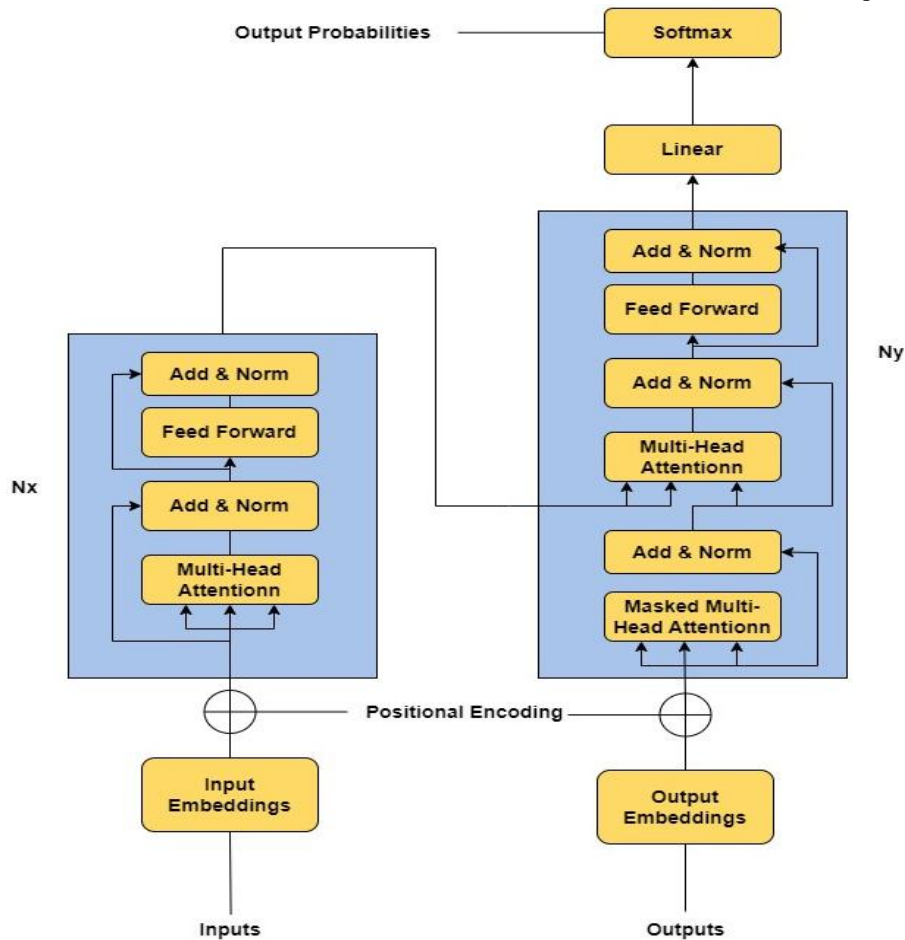 Output Probabilities
Softmax
Linear
Add & Norm
Feed Forward
Add & Norm
Multi-Head
Attentionn
Add & Norm
Masked Multi-
Head Attentionn
Ny
Add & Norm
Feed Forward
Add & Norm
Multi-Head
Attentionn
Nx
Positional Encoding
Input
Embeddings
Output
Embeddings
Inputs
Outputs